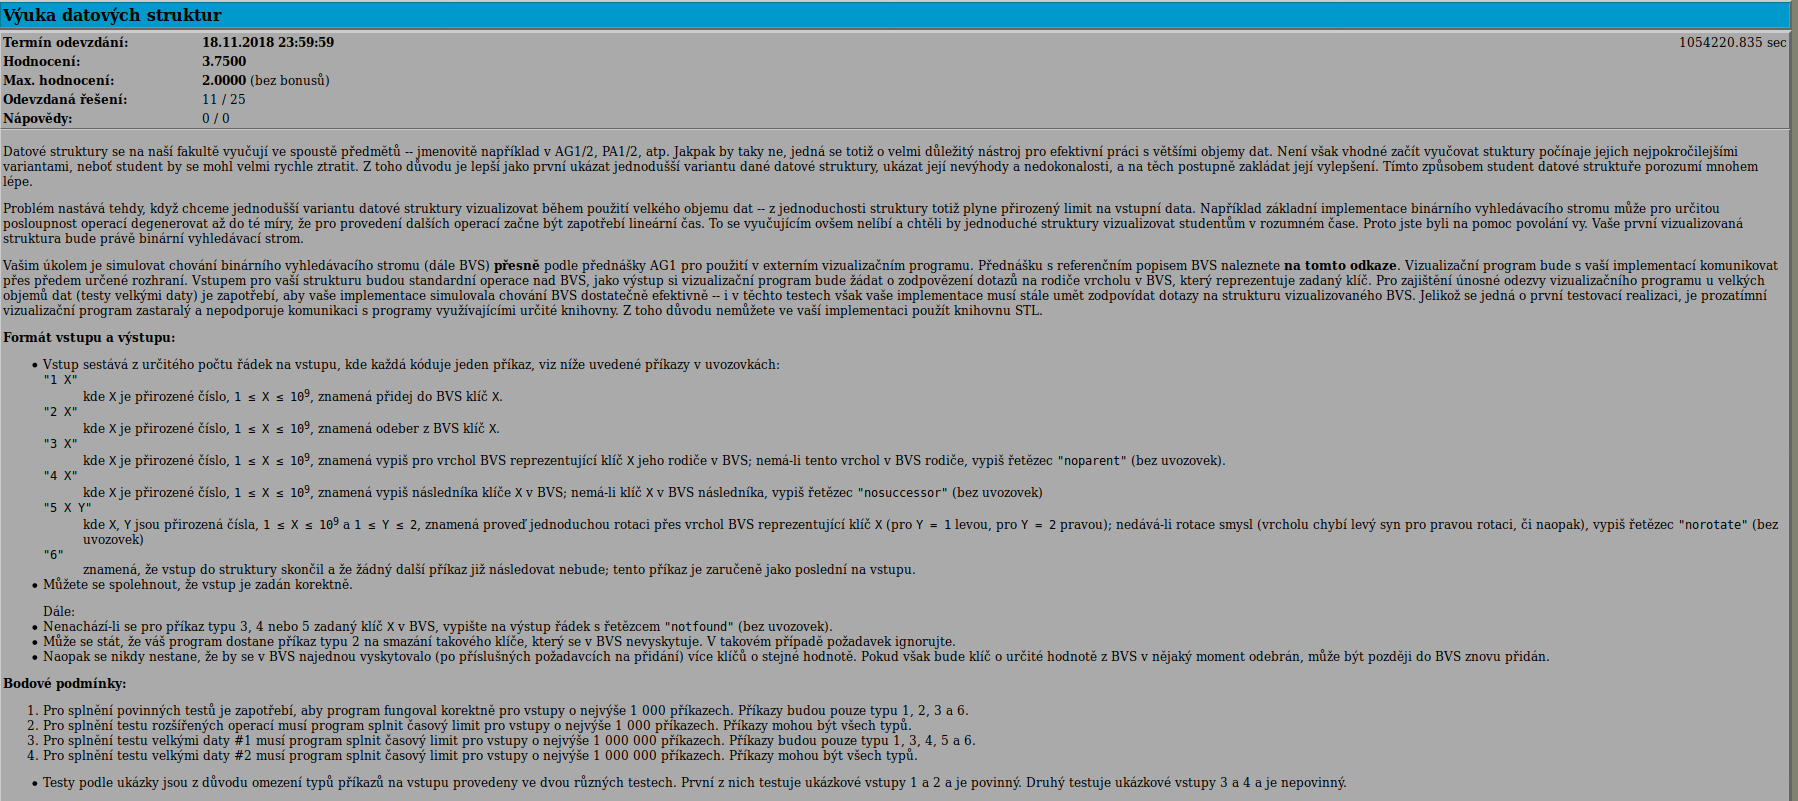 Výuka datových struktur
Termín odevzdání: 18.11.2018 23:59:59 1054220.835 sec
Hodnocení: 3.7500
Max. hodnocení: 2.0000 (bez bonusů)
Odevzdaná řešení: 11 / 25
Nápovědy: 0 / 0
Datové struktury se na naší fakultě vyučují ve spoustě předmětů -- jmenovitě například v AG1/2, PA1/2, atp. Jakpak by taky ne, jedná se totiž o velmi důležitý nástroj pro efektivní práci s většími objemy dat. Není však vhodné začít vyučovat stuktury počínaje jejich nejpokročilejšími
variantami, neboť student by se mohl velmi rychle ztratit. Z toho důvodu je lepší jako první ukázat jednodušší variantu dané datové struktury, ukázat její nevýhody a nedokonalosti, a na těch postupně zakládat její vylepšení. Tímto způsobem student datové struktuře porozumí mnohem
lépe.
Problém nastává tehdy, když chceme jednodušší variantu datové struktury vizualizovat během použití velkého objemu dat -- z jednoduchosti struktury totiž plyne přirozený limit na vstupní data. Například základní implementace binárního vyhledávacího stromu může pro určitou
posloupnost operací degenerovat až do té míry, že pro provedení dalších operací začne být zapotřebí lineární čas. To se vyučujícím ovšem nelíbí a chtěli by jednoduché struktury vizualizovat studentům v rozumném čase. Proto jste byli na pomoc povolání vy. Vaše první vizualizovaná
struktura bude právě binární vyhledávací strom.
Vašim úkolem je simulovat chování binárního vyhledávacího stromu (dále BVS) přesně podle přednášky AG1 pro použití v externím vizualizačním programu. Přednášku s referenčním popisem BVS naleznete na tomto odkaze. Vizualizační program bude s vaší implementací komunikovat
přes předem určené rozhraní. Vstupem pro vaší strukturu budou standardní operace nad BVS, jako výstup si vizualizační program bude žádat o zodpovězení dotazů na rodiče vrcholu v BVS, který reprezentuje zadaný klíč. Pro zajištění únosné odezvy vizualizačního programu u velkých
objemů dat (testy velkými daty) je zapotřebí, aby vaše implementace simulovala chování BVS dostatečně efektivně -- i v těchto testech však vaše implementace musí stále umět zodpovídat dotazy na strukturu vizualizovaného BVS. Jelikož se jedná o první testovací realizaci, je prozatímní
vizualizační program zastaralý a nepodporuje komunikaci s programy využívajícími určité knihovny. Z toho důvodu nemůžete ve vaší implementaci použít knihovnu STL.
Formát vstupu a výstupu:
• Vstup sestává z určitého počtu řádek na vstupu, kde každá kóduje jeden příkaz, viz níže uvedené příkazy v uvozovkách:
"1 X"
kde X je přirozené číslo, 1 ≤ X ≤ 10⁹, znamená přidej do BVS klíč X.
"2 X"
kde X je přirozené číslo, 1 ≤ X ≤ 10⁹, znamená odeber z BVS klíč X.
"3 X"
kde X je přirozené číslo, 1 ≤ X ≤ 10⁹, znamená vypiš pro vrchol BVS reprezentující klíč X jeho rodiče v BVS; nemá-li tento vrchol v BVS rodiče, vypiš řetězec "noparent" (bez uvozovek).
"4 X"
kde X je přirozené číslo, 1 ≤ X ≤ 10⁹, znamená vypiš následníka klíče X v BVS; nemá-li klíč X v BVS následníka, vypiš řetězec "nosuccessor" (bez uvozovek)
"5 X Y"
kde X, Y jsou přirozená čísla, 1 ≤ X ≤ 10⁹ a 1 ≤ Y ≤ 2, znamená proveď jednoduchou rotaci přes vrchol BVS reprezentující klíč X (pro Y = 1 levou, pro Y = 2 pravou); nedává-li rotace smysl (vrcholu chybí levý syn pro pravou rotaci, či naopak), vypiš řetězec "norotate" (bez
uvozovek)
"6"
znamená, že vstup do struktury skončil a že žádný další příkaz již následovat nebude; tento příkaz je zaručeně jako poslední na vstupu.
• Můžete se spolehnout, že vstup je zadán korektně.
Dále:
• Nenachází-li se pro příkaz typu 3, 4 nebo 5 zadaný klíč X v BVS, vypište na výstup řádek s řetězcem "notfound" (bez uvozovek).
• Může se stát, že váš program dostane příkaz typu 2 na smazání takového klíče, který se v BVS nevyskytuje. V takovém případě požadavek ignorujte.
• Naopak se nikdy nestane, že by se v BVS najednou vyskytovalo (po příslušných požadavcích na přidání) více klíčů o stejné hodnotě. Pokud však bude klíč o určité hodnotě z BVS v nějaký moment odebrán, může být později do BVS znovu přidán.
Bodové podmínky:
1. Pro splnění povinných testů je zapotřebí, aby program fungoval korektně pro vstupy o nejvýše 1 000 příkazech. Příkazy budou pouze typu 1, 2, 3 a 6.
2. Pro splnění testu rozšířených operací musí program splnit časový limit pro vstupy o nejvýše 1 000 příkazech. Příkazy mohou být všech typů.
3. Pro splnění testu velkými daty #1 musí program splnit časový limit pro vstupy o nejvýše 1 000 000 příkazech. Příkazy budou pouze typu 1, 3, 4, 5 a 6.
4. Pro splnění testu velkými daty #2 musí program splnit časový limit pro vstupy o nejvýše 1 000 000 příkazech. Příkazy mohou být všech typů.
• Testy podle ukázky jsou z důvodu omezení typů příkazů na vstupu provedeny ve dvou různých testech. První z nich testuje ukázkové vstupy 1 a 2 a je povinný. Druhý testuje ukázkové vstupy 3 a 4 a je nepovinný.